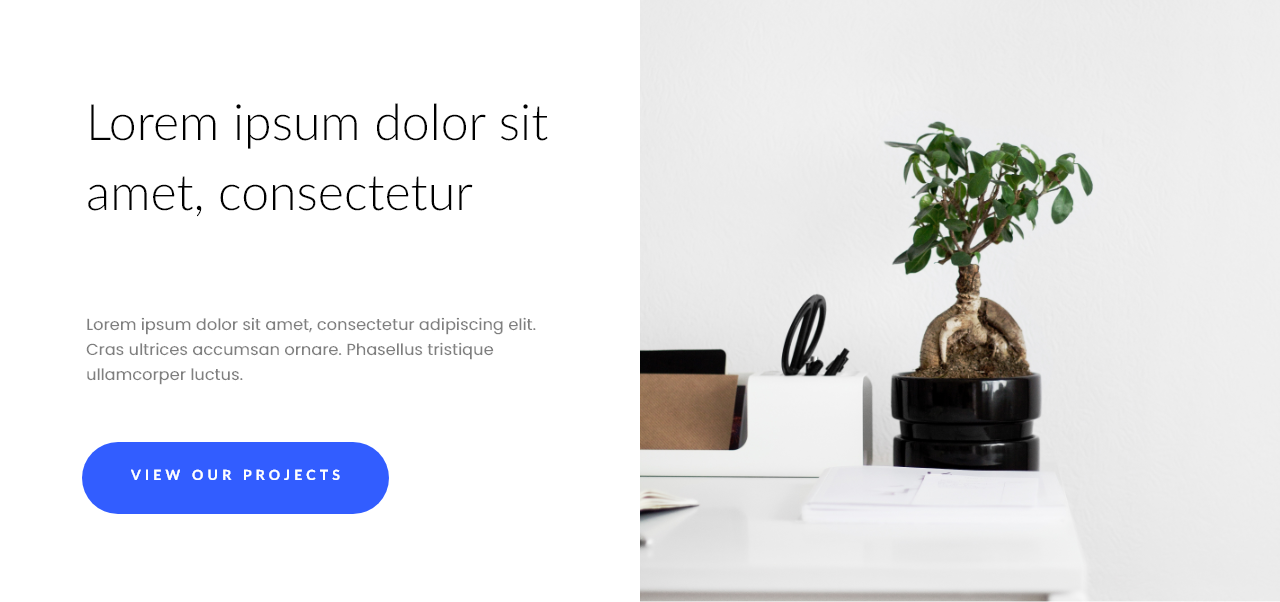 Lorem ipsum dolor sit
amet, consectetur
Lorem ipsum dolor sit amet, consectetur adipiscing elit.
Cras ultrices accumsan ornare. Phasellus tristique
ullamcorper luctus.
VIEW OUR PROJECTS